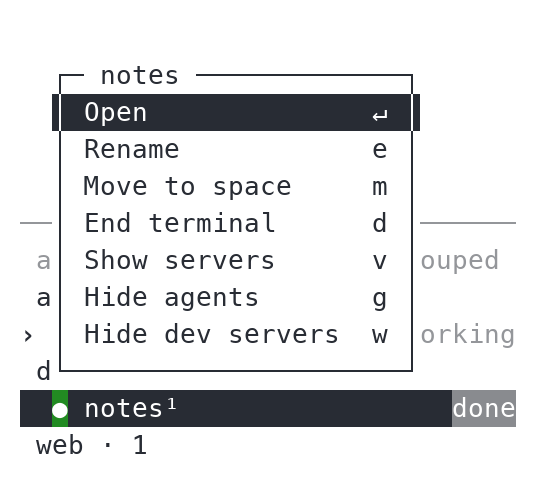 notes
Open ↵
Rename e
Move to space m
End terminal d
Show servers v
a ouped
Hide agents g
a
Hide dev servers w
› orking
d
● notes¹ done
web · 1